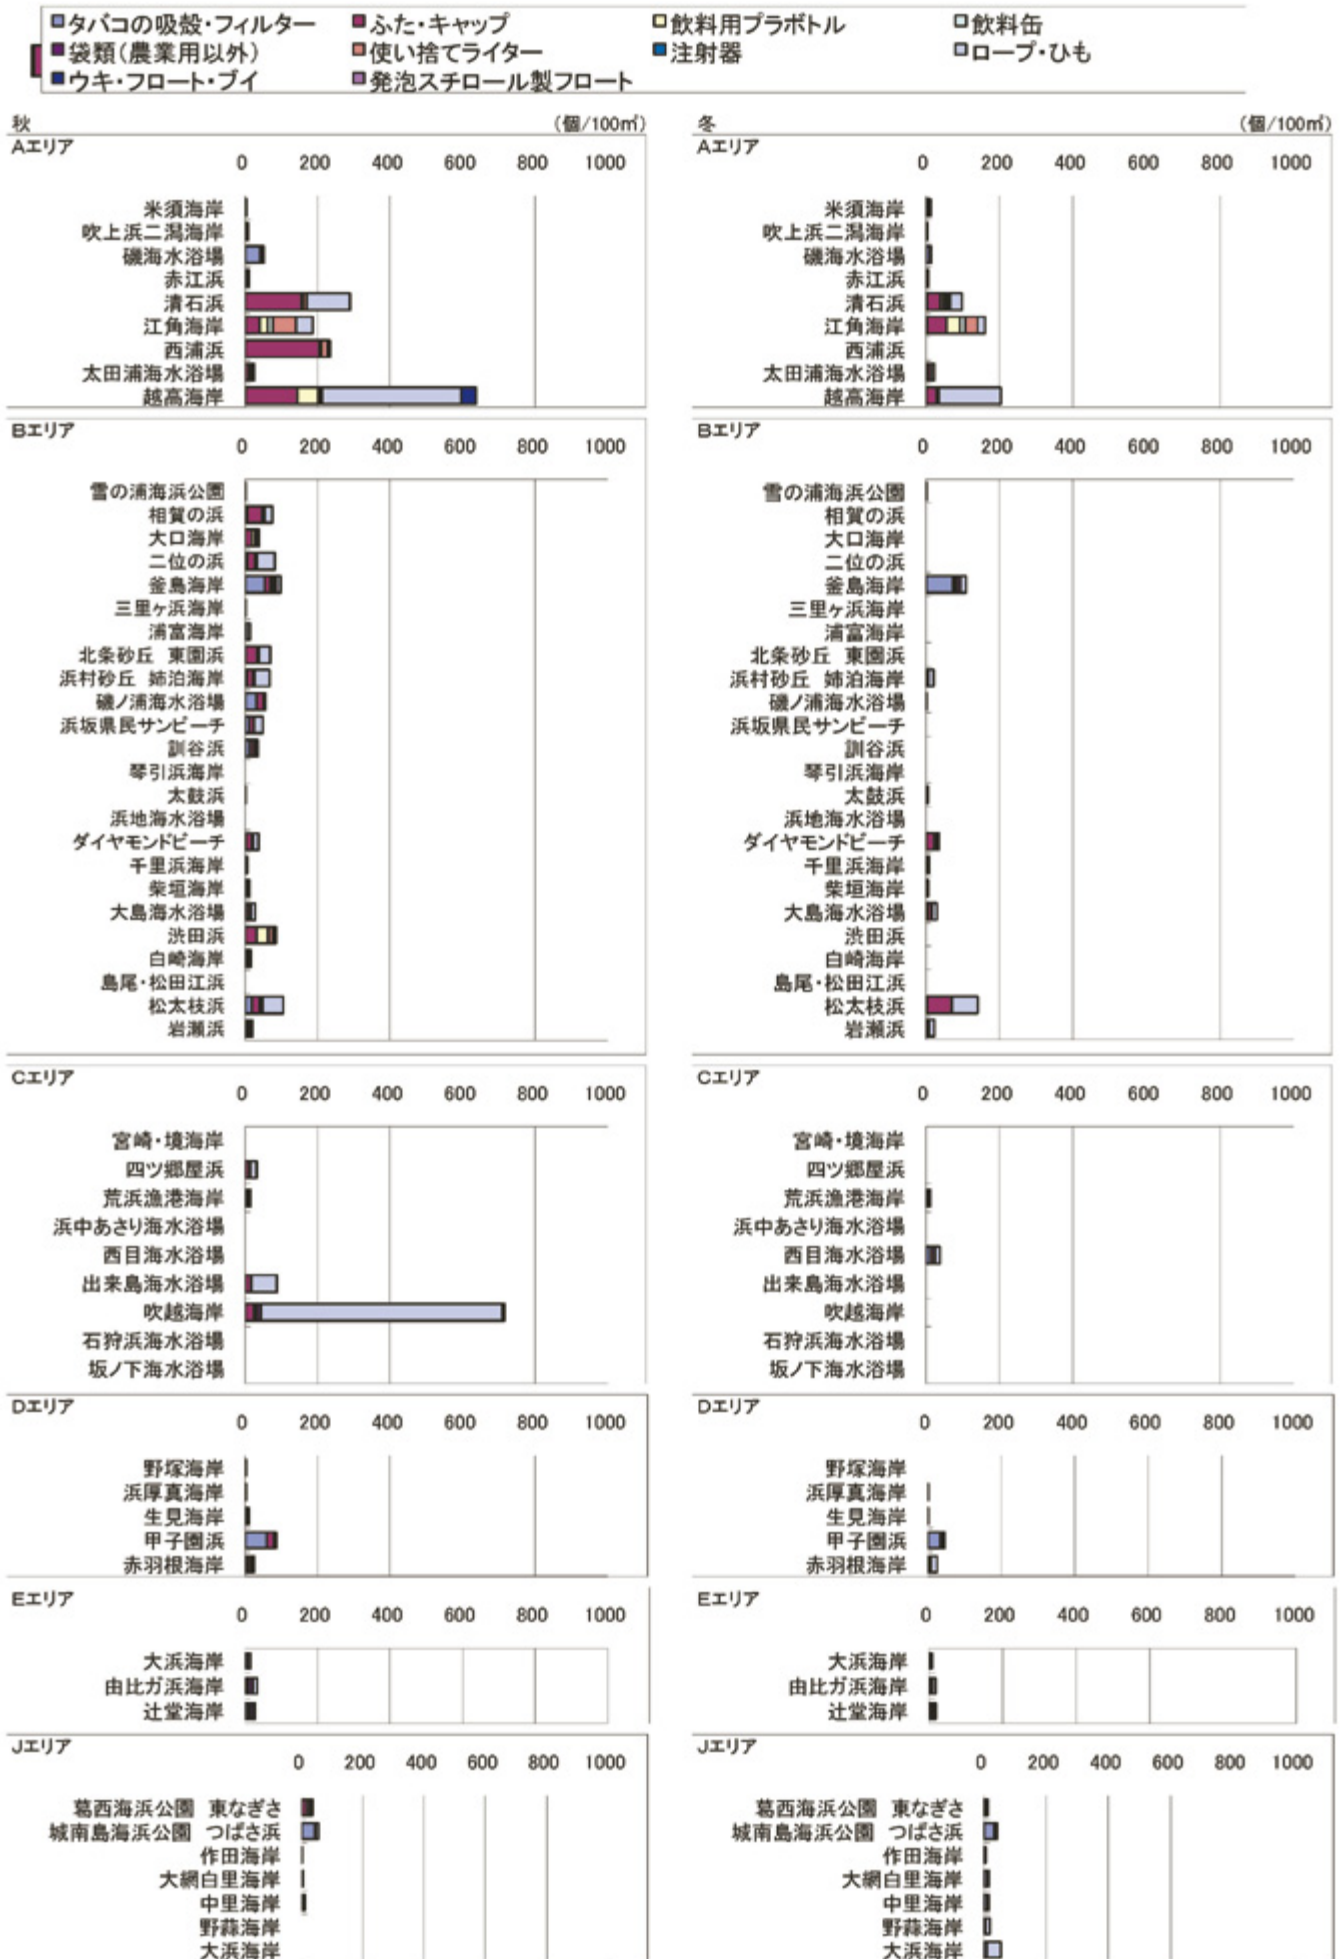 タバコの吸殻・フィルター ふた・キャップ 飲料用プラボトル 飲料缶
袋類(農業用以外) 使い捨てライター 注射器 ロープ・ひも
ウキ・フロート・ブイ 発泡スチロール製フロート
秋 (個/100㎡)
Aエリア
0 200 400 600 800 1000
米須海岸
吹上浜二潟海岸
磯海水浴場
赤江浜
清石浜
江角海岸
西浦浜
太田浦海水浴場
越高海岸
Bエリア
0 200 400 600 800 1000
雪の浦海浜公園
相賀の浜
大口海岸
二位の浜
釜島海岸
三里ヶ浜海岸
浦富海岸
北条砂丘 東園浜
浜村砂丘 姉泊海岸
磯ノ浦海水浴場
浜坂県民サンビーチ
訓谷浜
琴引浜海岸
太鼓浜
浜地海水浴場
ダイヤモンドビーチ
千里浜海岸
柴垣海岸
大島海水浴場
渋田浜
白崎海岸
島尾・松田江浜
松太枝浜
岩瀬浜
Cエリア
0 200 400 600 800 1000
宮崎・境海岸
四ツ郷屋浜
荒浜漁港海岸
浜中あさり海水浴場
西目海水浴場
出来島海水浴場
吹越海岸
石狩浜海水浴場
坂ノ下海水浴場
Dエリア
0 200 400 600 800 1000
野塚海岸
浜厚真海岸
生見海岸
甲子園浜
赤羽根海岸
Eエリア
0 200 400 600 800 1000
大浜海岸
由比ガ浜海岸
辻堂海岸
Jエリア
0 200 400 600 800 1000
葛西海浜公園 東なぎさ
城南島海浜公園 つばさ浜
作田海岸
大網白里海岸
中里海岸
野蒜海岸
大浜海岸
冬 (個/100㎡)
Aエリア
0 200 400 600 800 1000
米須海岸
吹上浜二潟海岸
磯海水浴場
赤江浜
清石浜
江角海岸
西浦浜
太田浦海水浴場
越高海岸
Bエリア
0 200 400 600 800 1000
雪の浦海浜公園
相賀の浜
大口海岸
二位の浜
釜島海岸
三里ヶ浜海岸
浦富海岸
北条砂丘 東園浜
浜村砂丘 姉泊海岸
磯ノ浦海水浴場
浜坂県民サンビーチ
訓谷浜
琴引浜海岸
太鼓浜
浜地海水浴場
ダイヤモンドビーチ
千里浜海岸
柴垣海岸
大島海水浴場
渋田浜
白崎海岸
島尾・松田江浜
松太枝浜
岩瀬浜
Cエリア
0 200 400 600 800 1000
宮崎・境海岸
四ツ郷屋浜
荒浜漁港海岸
浜中あさり海水浴場
西目海水浴場
出来島海水浴場
吹越海岸
石狩浜海水浴場
坂ノ下海水浴場
Dエリア
0 200 400 600 800 1000
野塚海岸
浜厚真海岸
生見海岸
甲子園浜
赤羽根海岸
Eエリア
0 200 400 600 800 1000
大浜海岸
由比ガ浜海岸
辻堂海岸
Jエリア
0 200 400 600 800 1000
葛西海浜公園 東なぎさ
城南島海浜公園 つばさ浜
作田海岸
大網白里海岸
中里海岸
野蒜海岸
大浜海岸